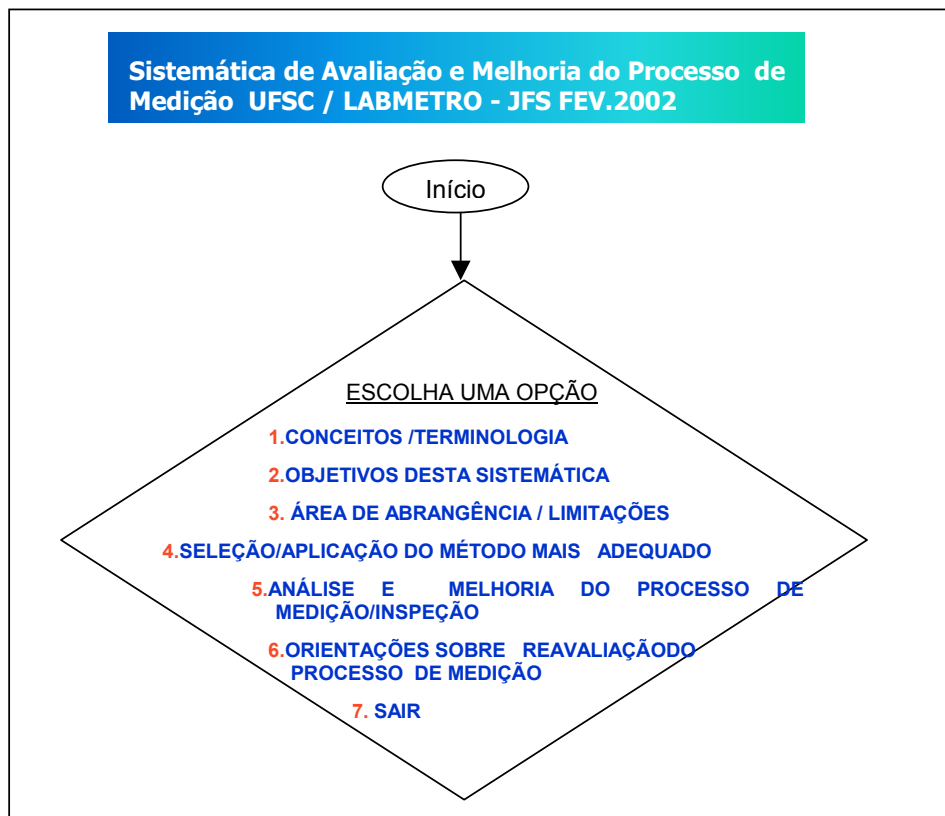 Sistemática de Avaliação e Melhoria do Processo de
Medição UFSC / LABMETRO - JFS FEV.2002
Início
ESCOLHA UMA OPÇÃO
1.CONCEITOS /TERMINOLOGIA
2.OBJETIVOS DESTA SISTEMÁTICA
3. ÁREA DE ABRANGÊNCIA / LIMITAÇÕES
4.SELEÇÃO/APLICAÇÃO DO MÉTODO MAIS ADEQUADO
5.ANÁLISE E MELHORIA DO PROCESSO DE
MEDIÇÃO/INSPEÇÃO
6.ORIENTAÇÕES SOBRE REAVALIAÇÃODO
PROCESSO DE MEDIÇÃO
7. SAIR